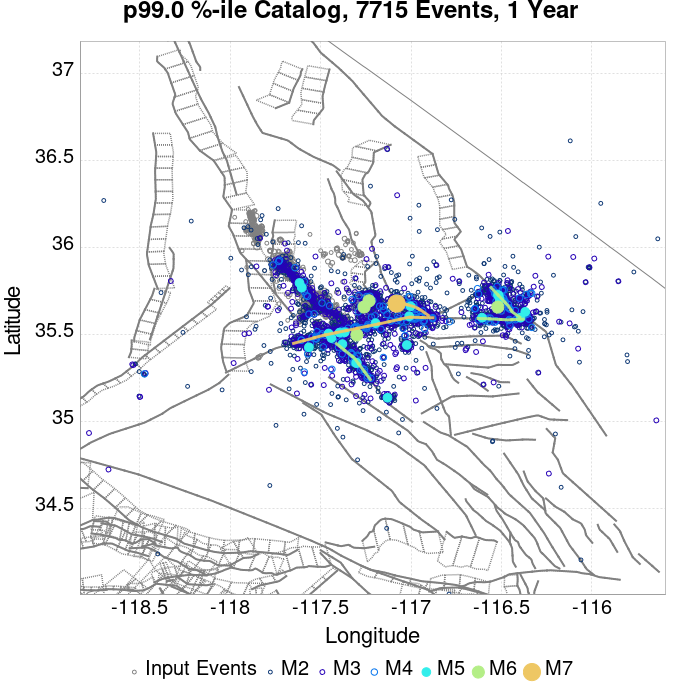 p99.0 %-ile Catalog, 7715 Events, 1 Year
37
36.5
36
35.5
35
34.5
Latitude
-118.5 -118 -117.5 -117 -116.5 -116
Longitude
Input Events M2 M3 M4 M5 M6 M7